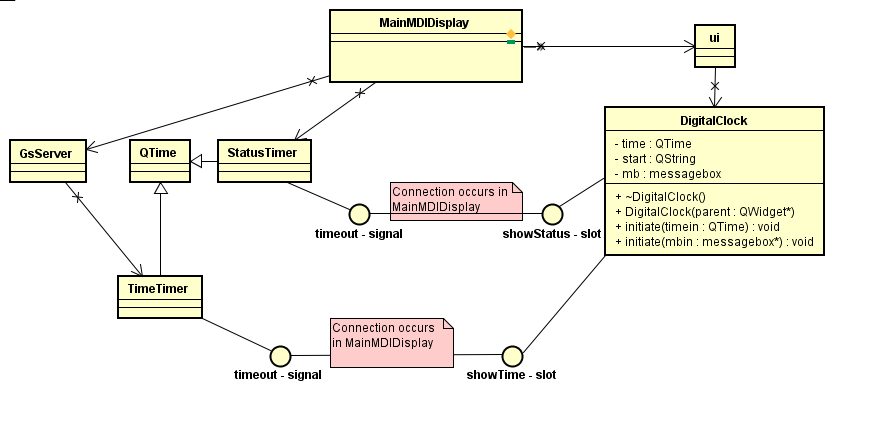 MainMDIDisplay
ui
DigitalClock
- time : QTime
- start : QString
- mb : messagebox
+ ~DigitalClock()
+ DigitalClock(parent : QWidget*)
+ initiate(timein : QTime) : void
+ initiate(mbin : messagebox*) : void
GsServer
QTime
StatusTimer
Connection occurs in
MainMDIDisplay
timeout - signal
showStatus - slot
TimeTimer
Connection occurs
in MainMDIDisplay
timeout - signal
showTime - slot